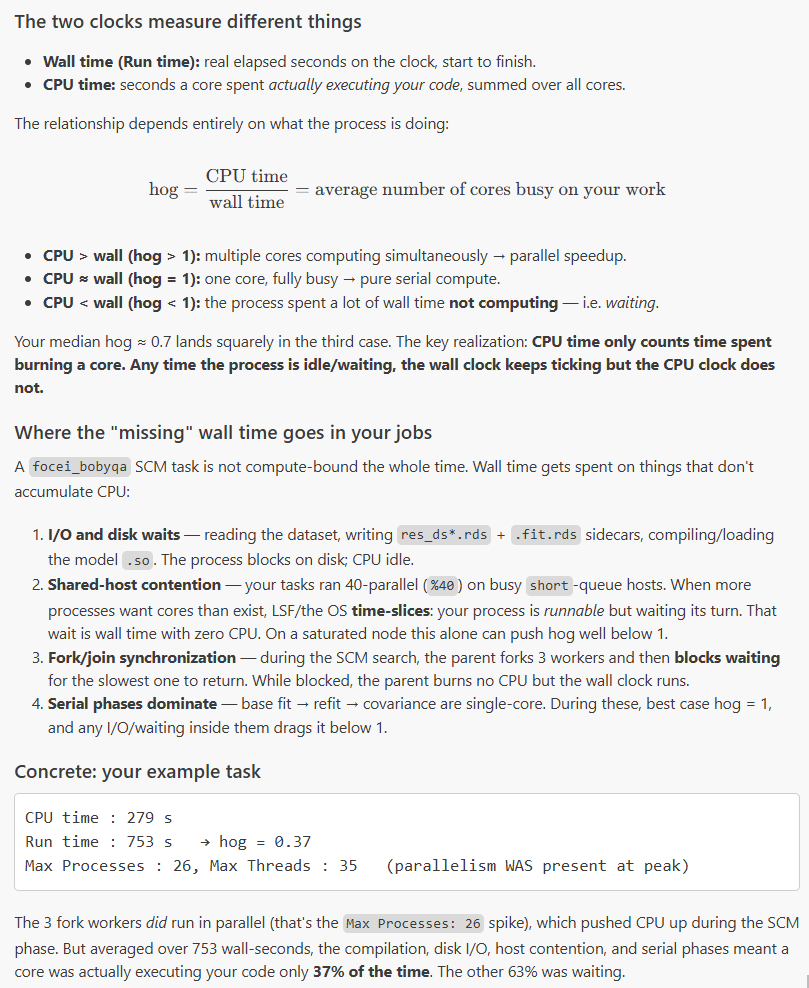 The two clocks measure different things
• Wall time (Run time): real elapsed seconds on the clock, start to finish.
• CPU time: seconds a core spent actually executing your code, summed over all cores.
The relationship depends entirely on what the process is doing:
hog = CPU time / wall time = average number of cores busy on your work
• CPU > wall (hog > 1): multiple cores computing simultaneously → parallel speedup.
• CPU ≈ wall (hog = 1): one core, fully busy → pure serial compute.
• CPU < wall (hog < 1): the process spent a lot of wall time not computing — i.e. waiting.
Your median hog ≈ 0.7 lands squarely in the third case. The key realization: CPU time only counts time spent
burning a core. Any time the process is idle/waiting, the wall clock keeps ticking but the CPU clock does
not.
Where the "missing" wall time goes in your jobs
A focei_bobyqa SCM task is not compute-bound the whole time. Wall time gets spent on things that don't
accumulate CPU:
1. I/O and disk waits — reading the dataset, writing res_ds*.rds + .fit.rds sidecars, compiling/loading
the model .so. The process blocks on disk; CPU idle.
2. Shared-host contention — your tasks ran 40-parallel (%40) on busy short-queue hosts. When more
processes want cores than exist, LSF/the OS time-slices: your process is runnable but waiting its turn. That
wait is wall time with zero CPU. On a saturated node this alone can push hog well below 1.
3. Fork/join synchronization — during the SCM search, the parent forks 3 workers and then blocks waiting
for the slowest one to return. While blocked, the parent burns no CPU but the wall clock runs.
4. Serial phases dominate — base fit → refit → covariance are single-core. During these, best case hog = 1,
and any I/O/waiting inside them drags it below 1.
Concrete: your example task
CPU time : 279 s
Run time : 753 s → hog = 0.37
Max Processes : 26, Max Threads : 35 (parallelism WAS present at peak)
The 3 fork workers did run in parallel (that's the Max Processes: 26 spike), which pushed CPU up during the SCM
phase. But averaged over 753 wall-seconds, the compilation, disk I/O, host contention, and serial phases meant a
core was actually executing your code only 37% of the time. The other 63% was waiting.